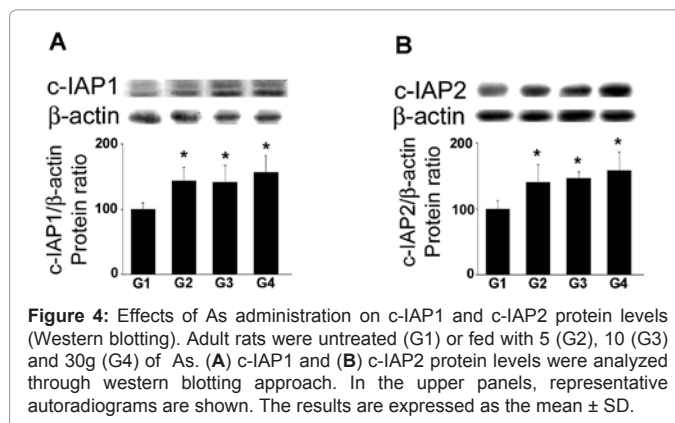 A
c-IAP1
β-actin
c-IAP1/β-actin
Protein ratio
200
100
0
* * *
G1 G2 G3 G4
B
c-IAP2
β-actin
c-IAP2/β-actin
Protein ratio
200
100
0
* * *
G1 G2 G3 G4
Figure 4: Effects of As administration on c-IAP1 and c-IAP2 protein levels
(Western blotting). Adult rats were untreated (G1) or fed with 5 (G2), 10 (G3)
and 30g (G4) of As. (A) c-IAP1 and (B) c-IAP2 protein levels were analyzed
through western blotting approach. In the upper panels, representative
autoradiograms are shown. The results are expressed as the mean ± SD.